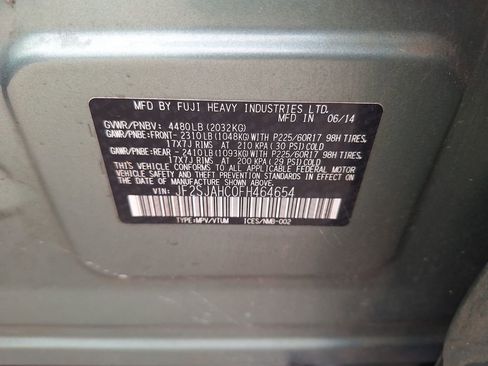 MFD BY FUJI HEAVY INDUSTRIES LTD. MFD IN 06/14
GVWR/PNBV: 4480LB(2032KG)
GAWR/PNBE:FRONT-2310LB(1048KG)WITH P225/60R17 98H TIRES,
17X7J RIMS AT 210 KPA(30 PSI)COLD
GAWR/PNBE:REAR-2410LB(1093KG)WITH P225/60R17 98H TIRES,
17X7J RIMS AT 200 KPA(29 PSI)COLD
THIS VEHICLE CONFORMS TO ALL APPLICABLE FEDERAL MOTOR
VEHICLE SAFETY AND THEFT PREVENTION STANDARDS IN EFFECT
ON THE DATE OF MANUFACTURE SHOWN ABOVE.
VIN: JF2SJAHC0FH464654
TYPE:MPV/VTUM ICES/NMB-002